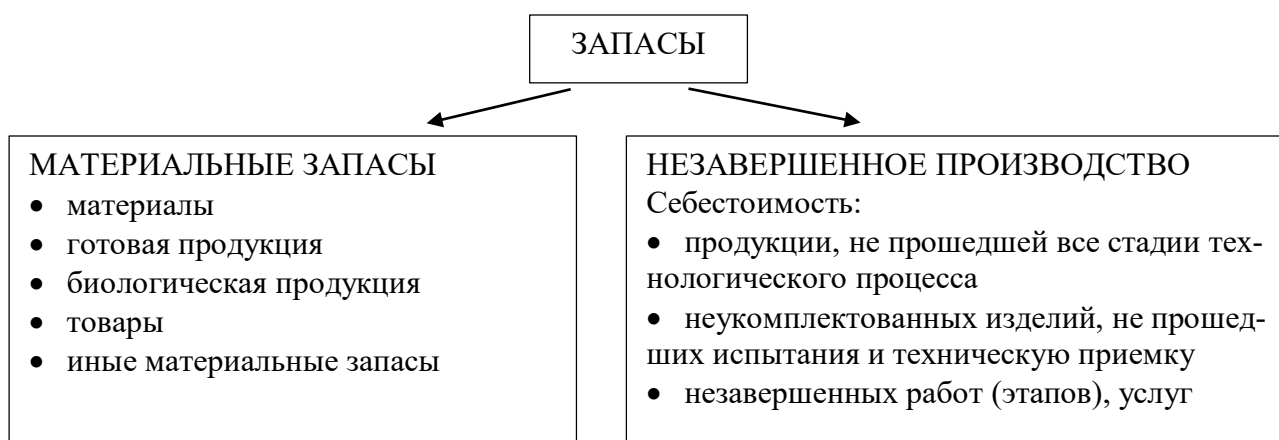 ЗАПАСЫ
МАТЕРИАЛЬНЫЕ ЗАПАСЫ
• материалы
• готовая продукция
• биологическая продукция
• товары
• иные материальные запасы
НЕЗАВЕРШЕННОЕ ПРОИЗВОДСТВО
Себестоимость:
• продукции, не прошедшей все стадии тех-
нологического процесса
• неукомплектованных изделий, не прошед-
ших испытания и техническую приемку
• незавершенных работ (этапов), услуг